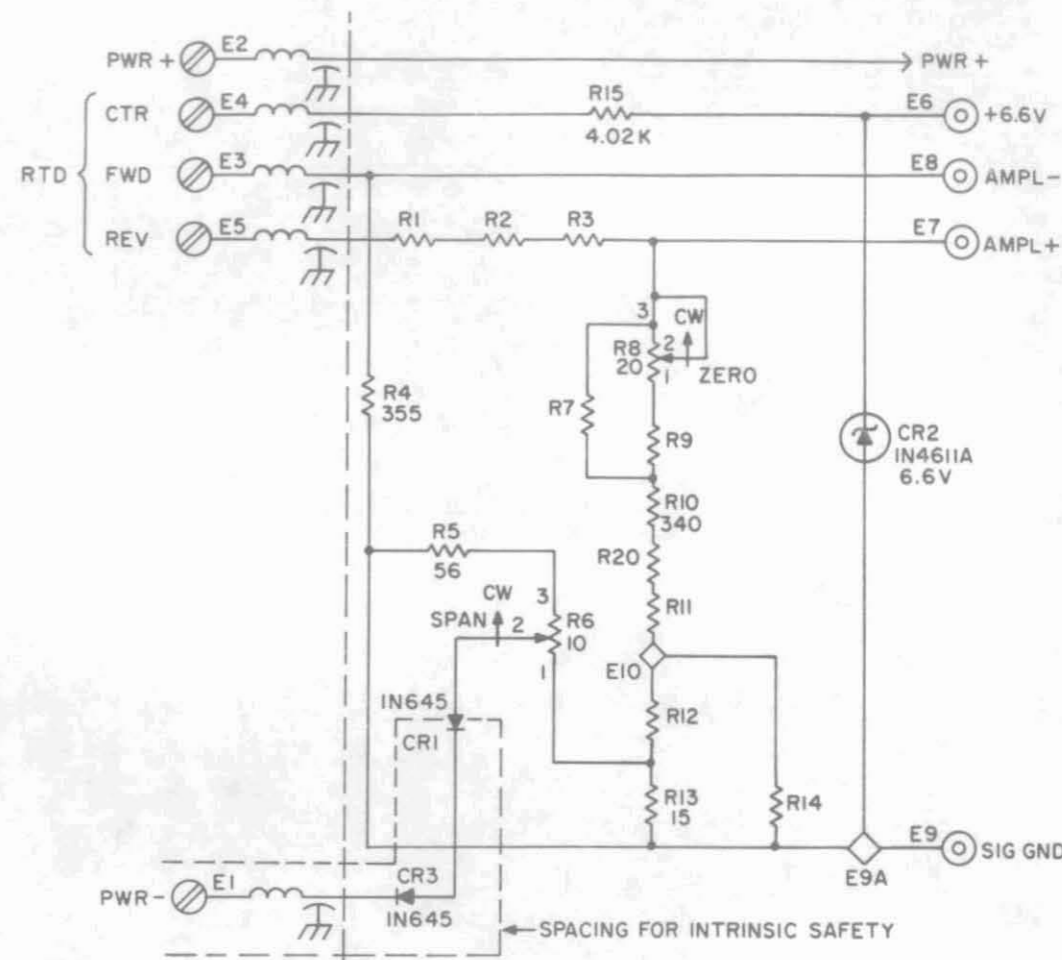 PWR+ E2 PWR+
CTR E4 R15 4.02K E6 +6.6V
RTD FWD E3 E8 AMPL-
REV E5 R1 R2 R3 E7 AMPL+
3 CW
R8 20 2
1 ZERO
R4 355
R7
R9
CR2
IN4611A
6.6V
R10
340
R5
56
R20
CW
3
SPAN 2
R6
10
1
R11
E10
IN645
CR1
R12
R13
15
R14
E9 SIG GND
E9A
PWR- E1
CR3
IN645
SPACING FOR INTRINSIC SAFETY